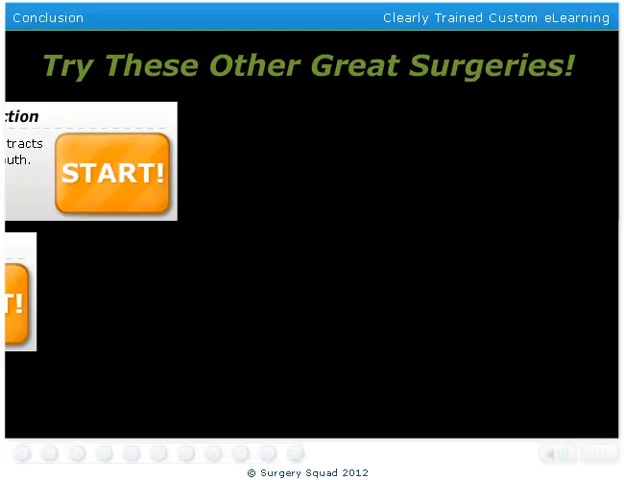 Conclusion
Clearly Trained Custom eLearning
Try These Other Great Surgeries!
ction
tracts
uth.
START!
T!
© Surgery Squad 2012